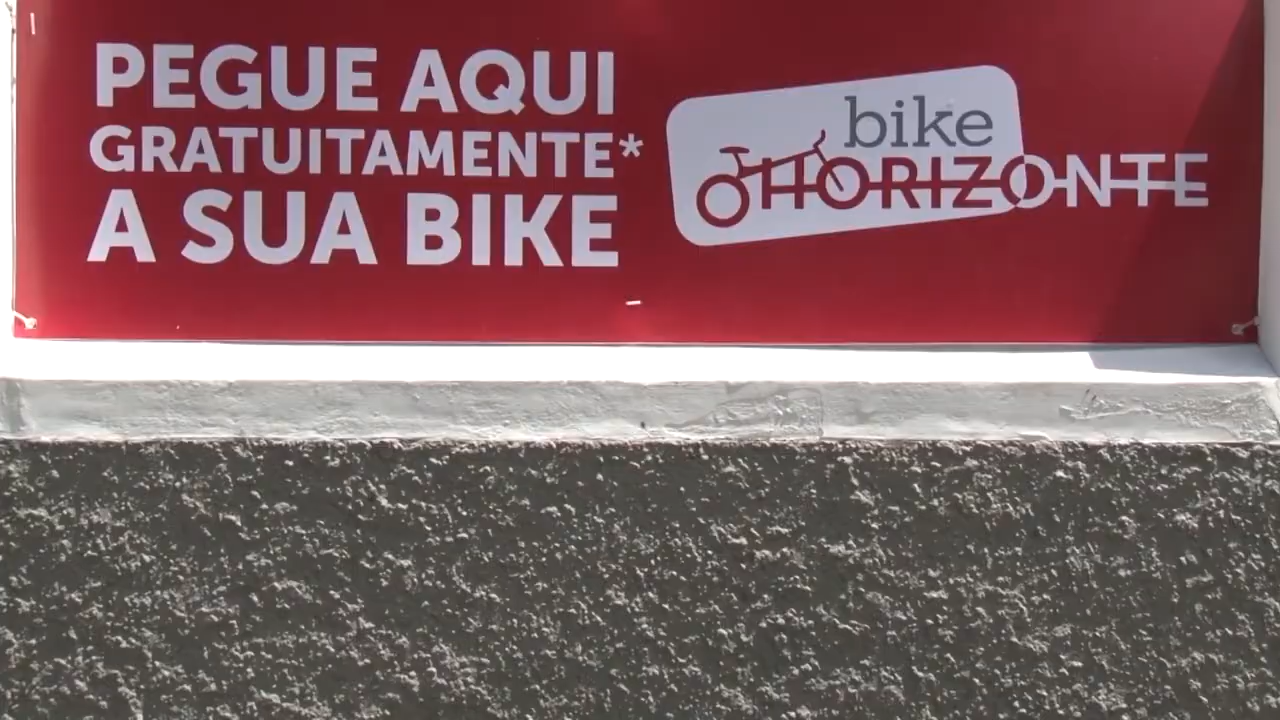 PEGUE AQUI
GRATUITAMENTE*
A SUA BIKE
bike
HORIZONTE